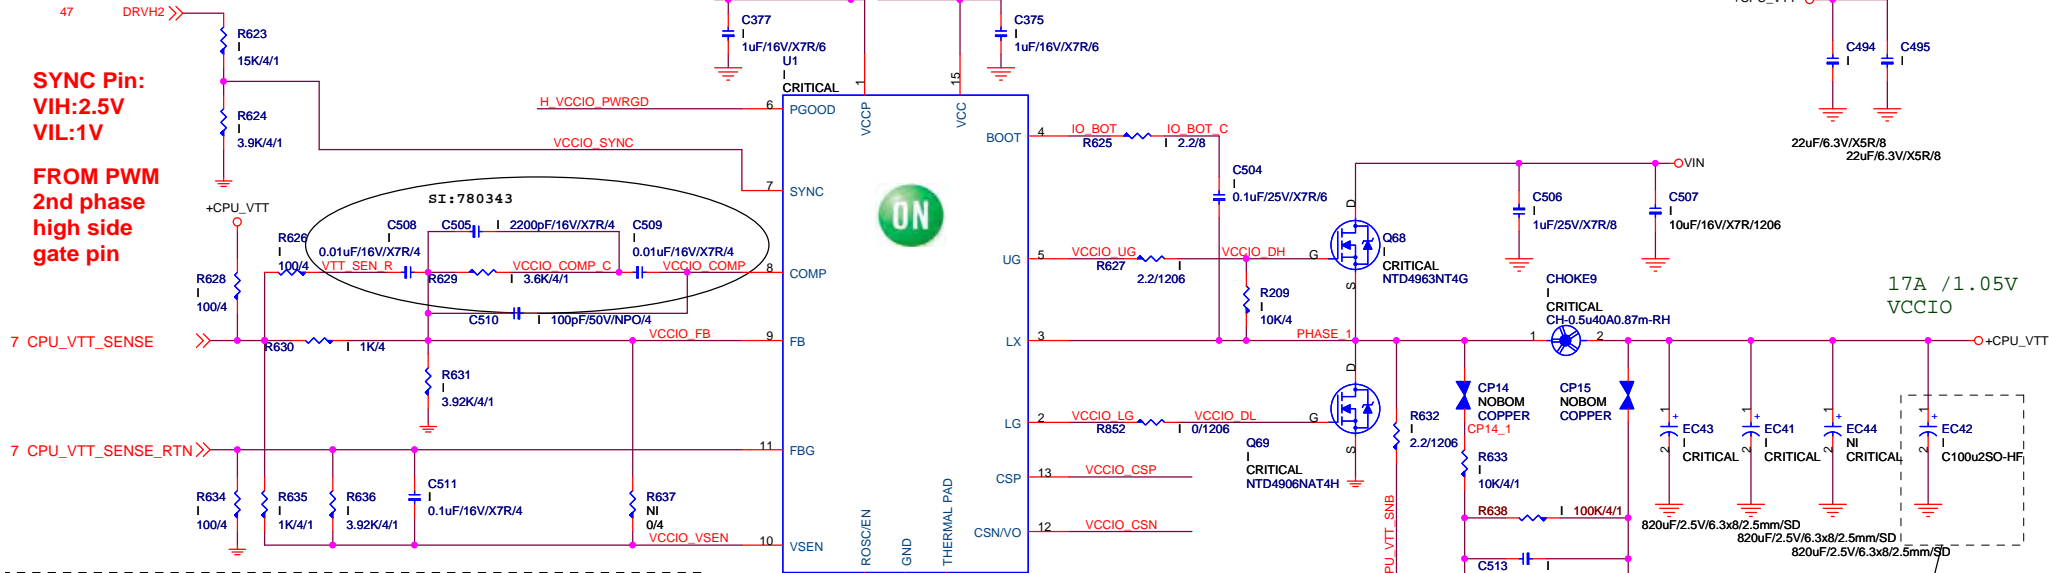 47
DRVH2
R623
I
15K/4/1
SYNC Pin:
VIH:2.5V
VIL:1V
R624
I
3.9K/4/1
FROM PWM
2nd phase
high side
gate pin
C377
I
1uF/16V/X7R/6
U1
I
CRITICAL
C375
I
1uF/16V/X7R/6
H_VCCIO_PWRGD
6
PGOOD
1
VCCP
15
VCC
VCCIO_SYNC
7
SYNC
+CPU_VTT
SI:780343
C508
I
0.01uF/16V/X7R/4
C505
I
2200pF/16V/X7R/4
C509
I
0.01uF/16V/X7R/4
R626
100/4
VTT_SEN_R
R629
I
3.6K/4/1
VCCIO_COMP_C
VCCIO_COMP
8
COMP
R628
I
100/4
C510
I
100pF/50V/NPO/4
7 CPU_VTT_SENSE
R630
I
1K/4
VCCIO_FB
9
FB
R631
I
3.92K/4/1
7 CPU_VTT_SENSE_RTN
11
FBG
R634
I
100/4
R635
I
1K/4/1
R636
I
3.92K/4/1
C511
I
0.1uF/16V/X7R/4
R637
NI
0/4
VCCIO_VSEN
10
VSEN
ON
ROSC/EN
GND
THERMAL PAD
BOOT
4
IO_BOT
R625
I
2.2/8
IO_BOT_C
C504
I
0.1uF/25V/X7R/6
UG
5
VCCIO_UG
R627
I
2.2/1206
VCCIO_DH
R209
I
10K/4
G
D
S
Q68
I
CRITICAL
NTD4963NT4G
VIN
C506
I
1uF/25V/X7R/8
C507
I
10uF/16V/X7R/1206
LX
3
PHASE_1
CHOKE9
I
CRITICAL
CH-0.5u40A0.87m-RH
1
2
LG
2
VCCIO_LG
R852
I
0/1206
VCCIO_DL
G
D
S
Q69
I
CRITICAL
NTD4906NAT4H
CSP
13
VCCIO_CSP
CSN/VO
12
VCCIO_CSN
R632
I
2.2/1206
PU_VTT_SNB
CP14
NOBOM
COPPER
CP14_1
CP15
NOBOM
COPPER
R633
I
10K/4/1
R638
I
100K/4/1
C513
I
C494
I
C495
I
22uF/6.3V/X5R/8
22uF/6.3V/X5R/8
17A /1.05V
VCCIO
+CPU_VTT
1
2
+
EC43
I
CRITICAL
1
2
+
EC41
I
CRITICAL
1
2
+
EC44
NI
CRITICAL
1
2
+
EC42
I
C100u2SO-HF
820uF/2.5V/6.3x8/2.5mm/SD
820uF/2.5V/6.3x8/2.5mm/SD
820uF/2.5V/6.3x8/2.5mm/SD